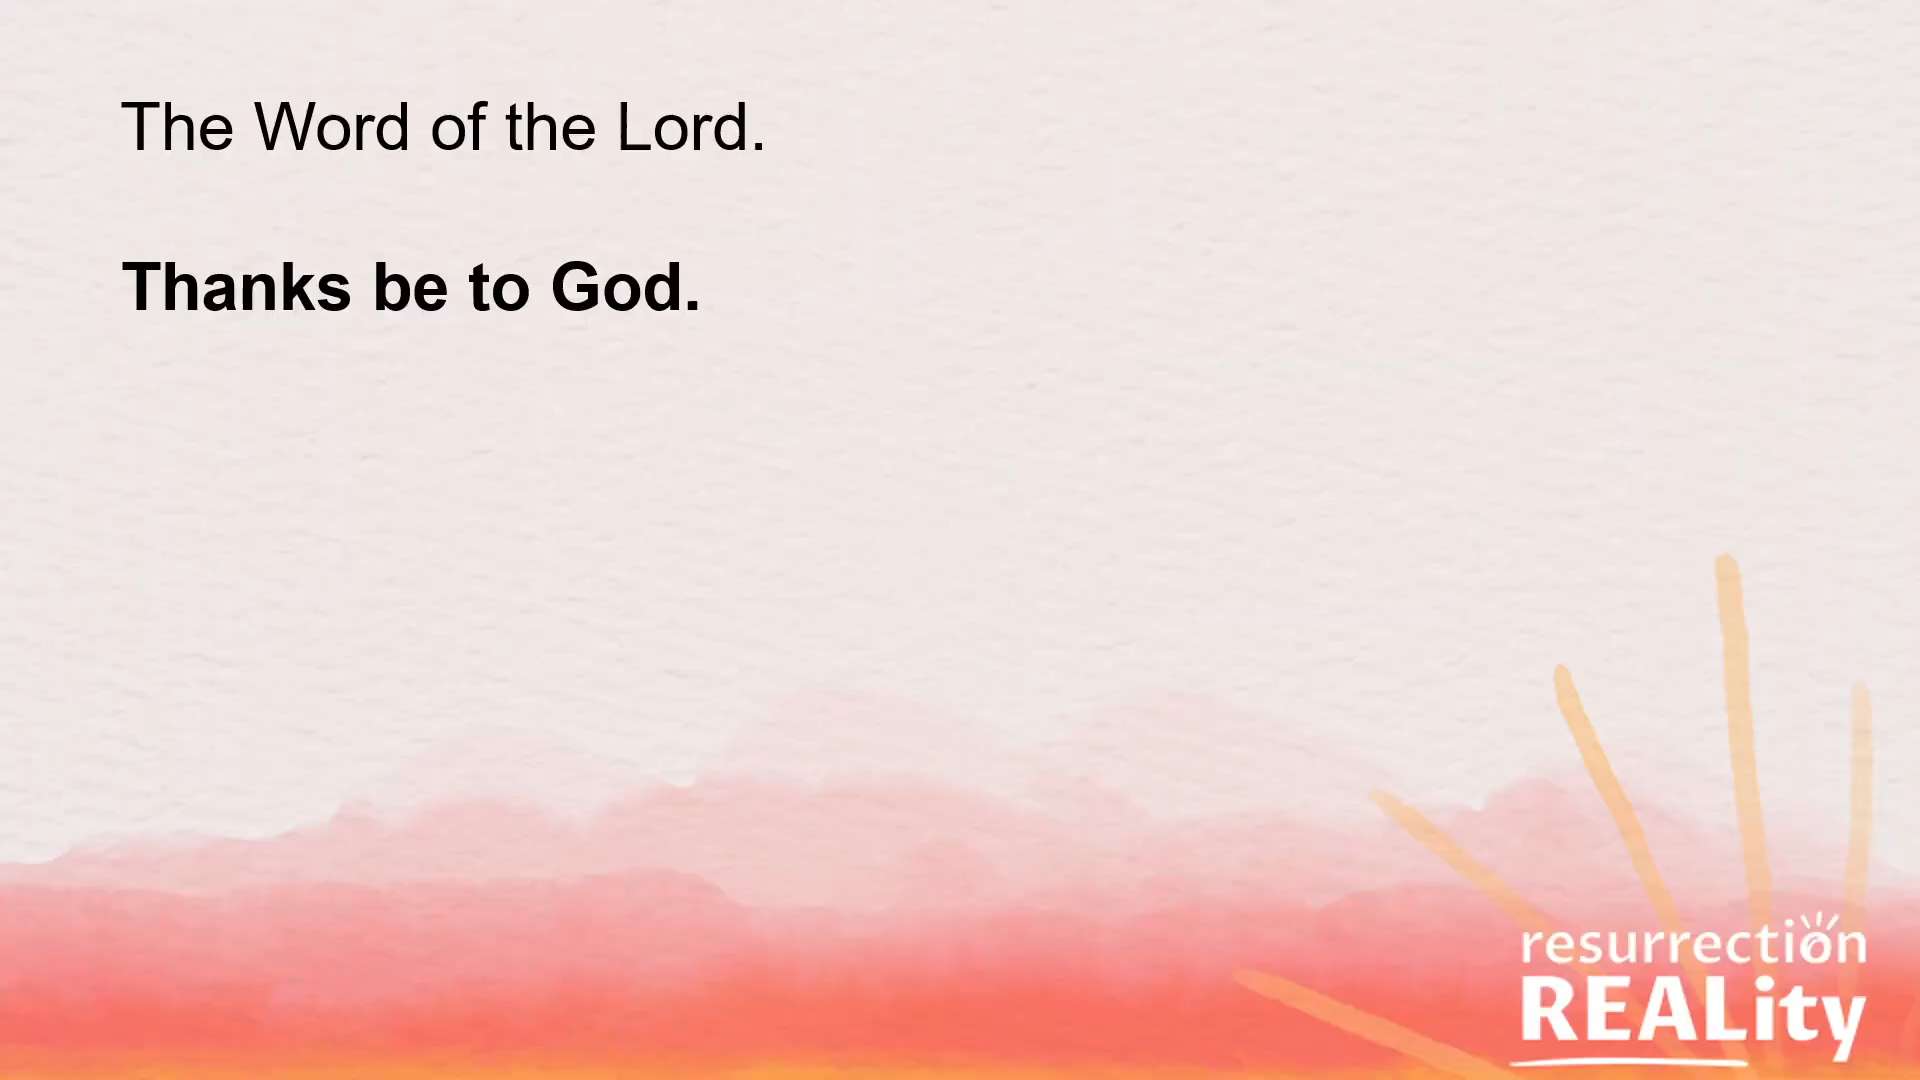 The Word of the Lord.
Thanks be to God.
resurrection
REALity